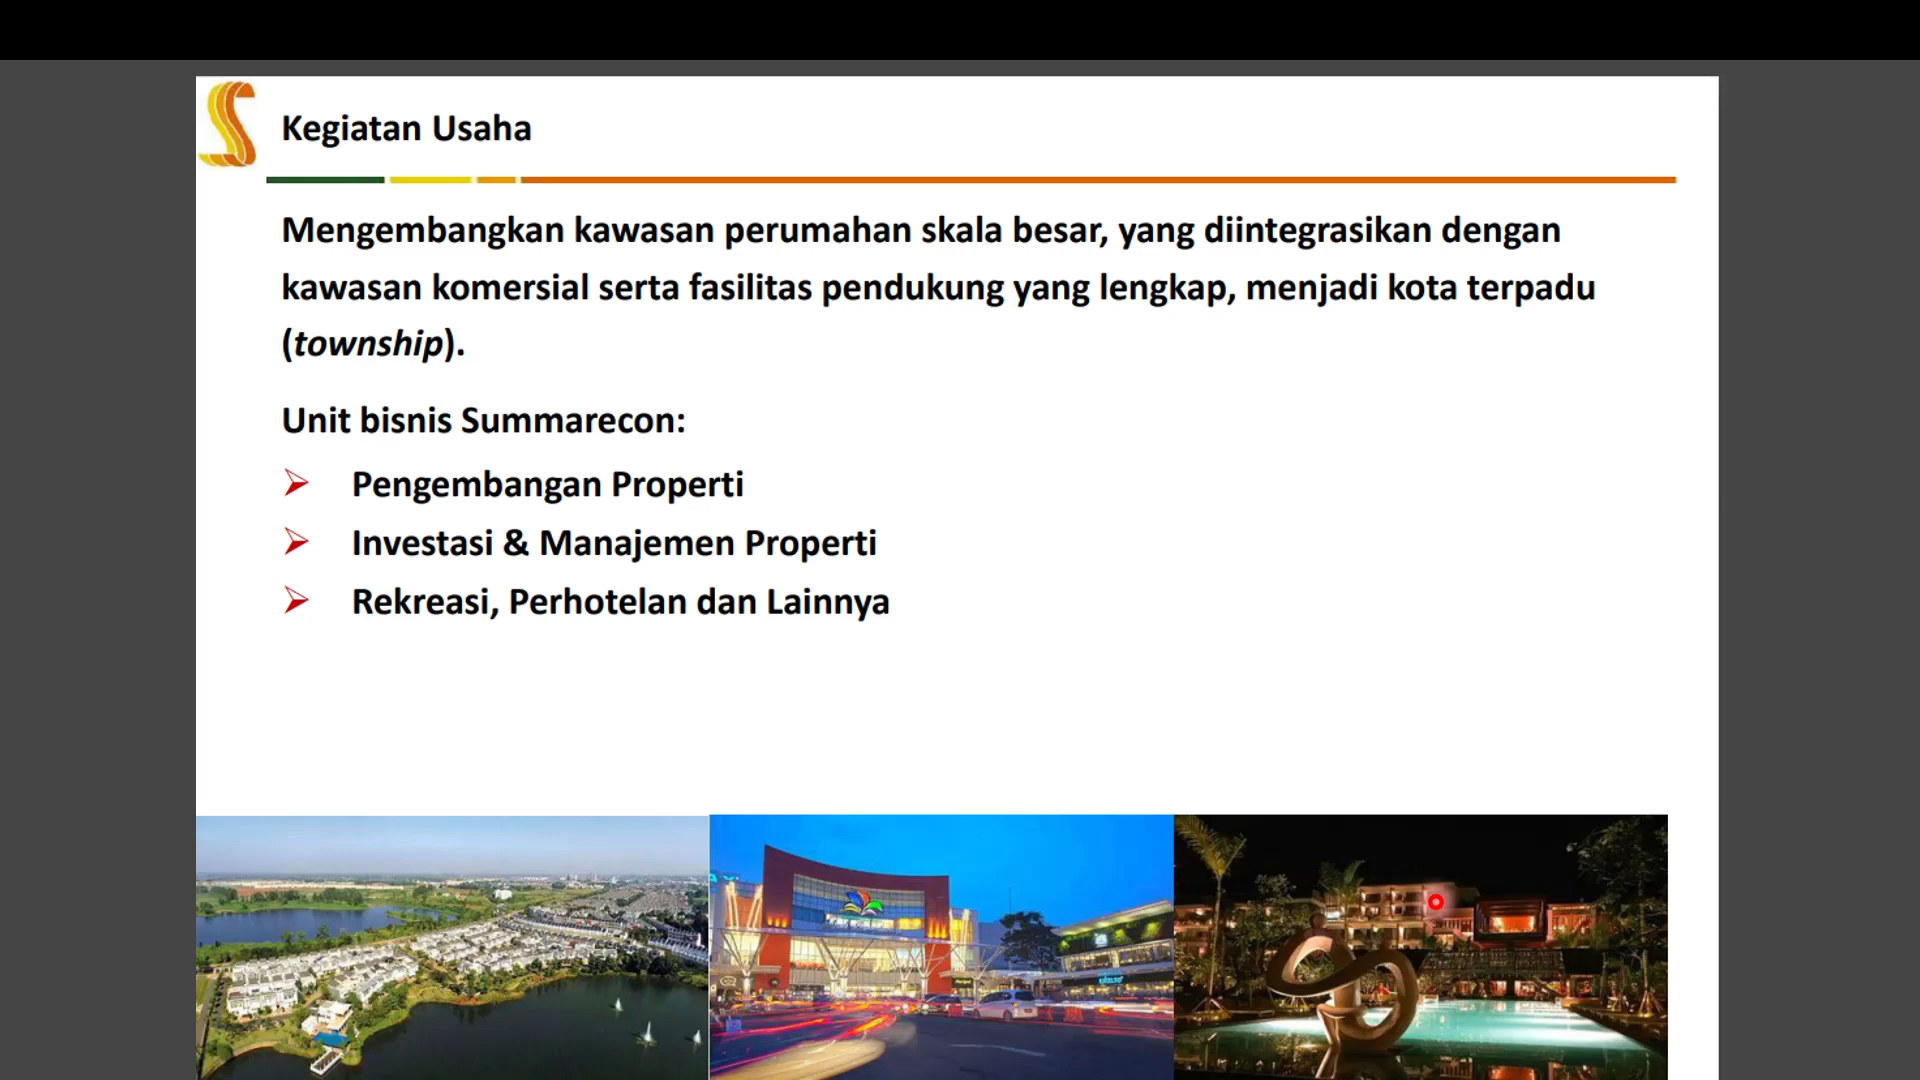 Kegiatan Usaha
Mengembangkan kawasan perumahan skala besar, yang diintegrasikan dengan
kawasan komersial serta fasilitas pendukung yang lengkap, menjadi kota terpadu
(township).
Unit bisnis Summarecon:
Pengembangan Properti
Investasi & Manajemen Properti
Rekreasi, Perhotelan dan Lainnya